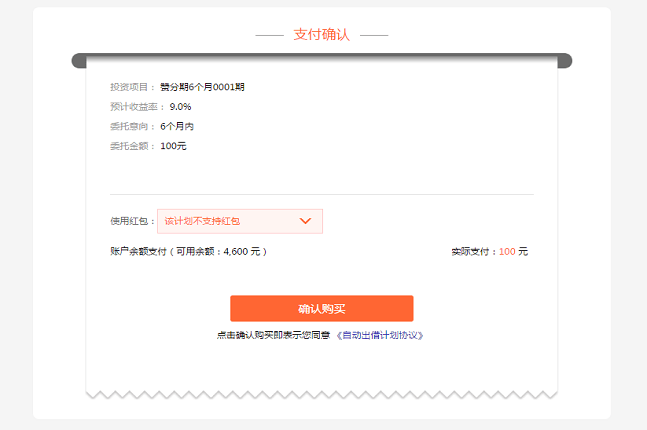 支付确认
投资项目： 赞分期6个月0001期
预计收益率： 9.0%
委托意向： 6个月内
委托金额： 100元
使用红包： 该计划不支持红包
账户余额支付（可用余额：4,600 元） 实际支付：100 元
确认购买
点击确认购买即表示您同意 《自动出借计划协议》